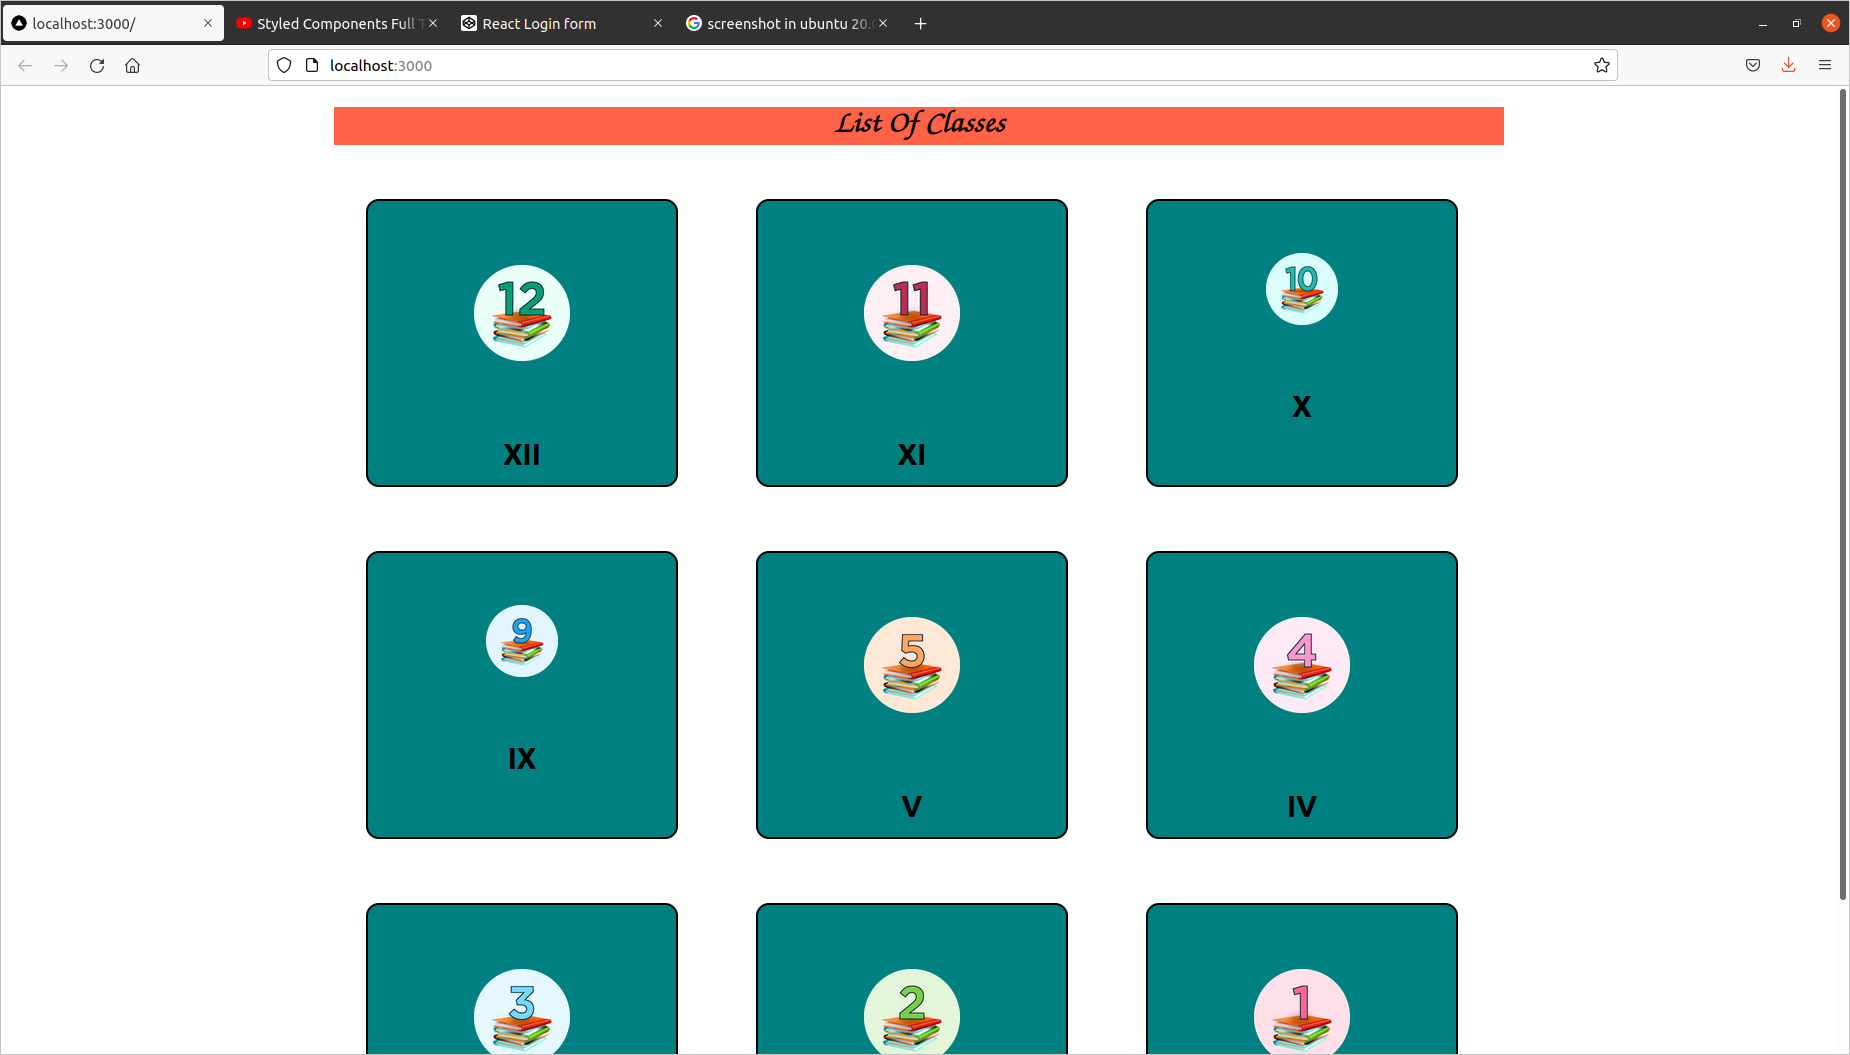 localhost:3000/
Styled Components Full T
React Login form
screenshot in ubuntu 20.0
localhost:3000
List Of Classes
12
11
10
XII
XI
X
9
5
4
IX
V
IV
3
2
1